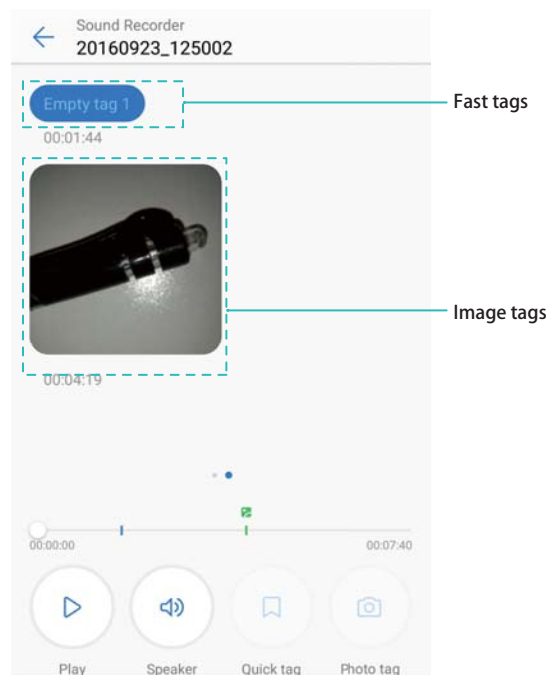 Sound Recorder
20160923_125002
Empty tag 1
Fast tags
00:01:44
Image tags
00:04:19
00:00:00
00:07:40
Play
Speaker
Quick tag
Photo tag